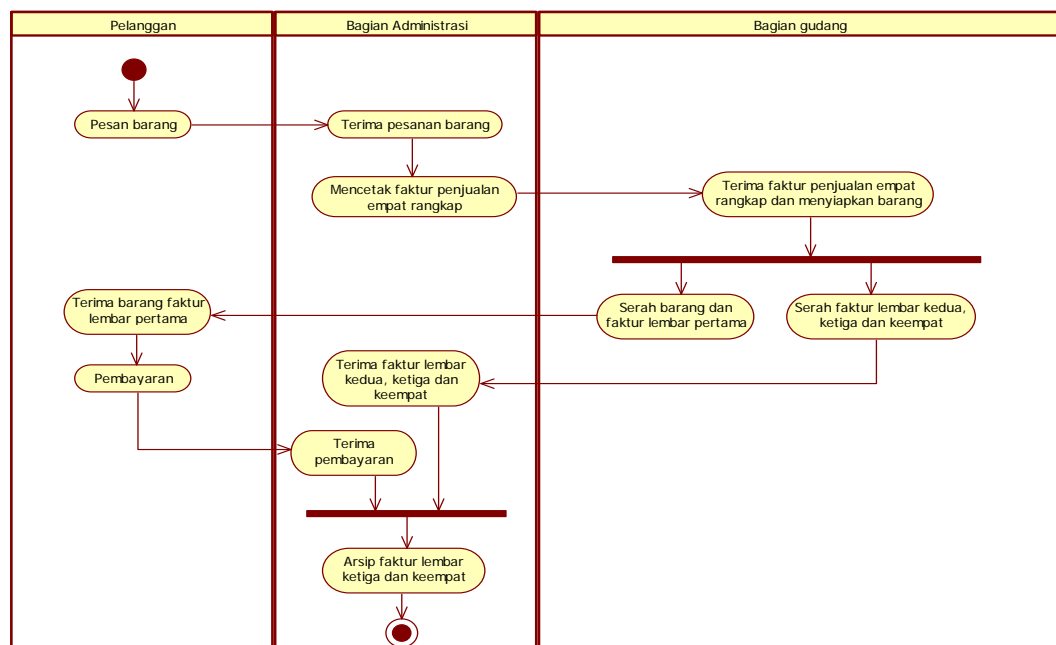 Pelanggan
Bagian Administrasi
Bagian gudang
Pesan barang
Terima pesanan barang
Mencetak faktur penjualan
empat rangkap
Terima faktur penjualan empat
rangkap dan menyiapkan barang
Terima barang faktur
lembar pertama
Serah barang dan
faktur lembar pertama
Serah faktur lembar kedua,
ketiga dan keempat
Pembayaran
Terima faktur lembar
kedua, ketiga dan
keempat
Terima
pembayaran
Arsip faktur lembar
ketiga dan keempat